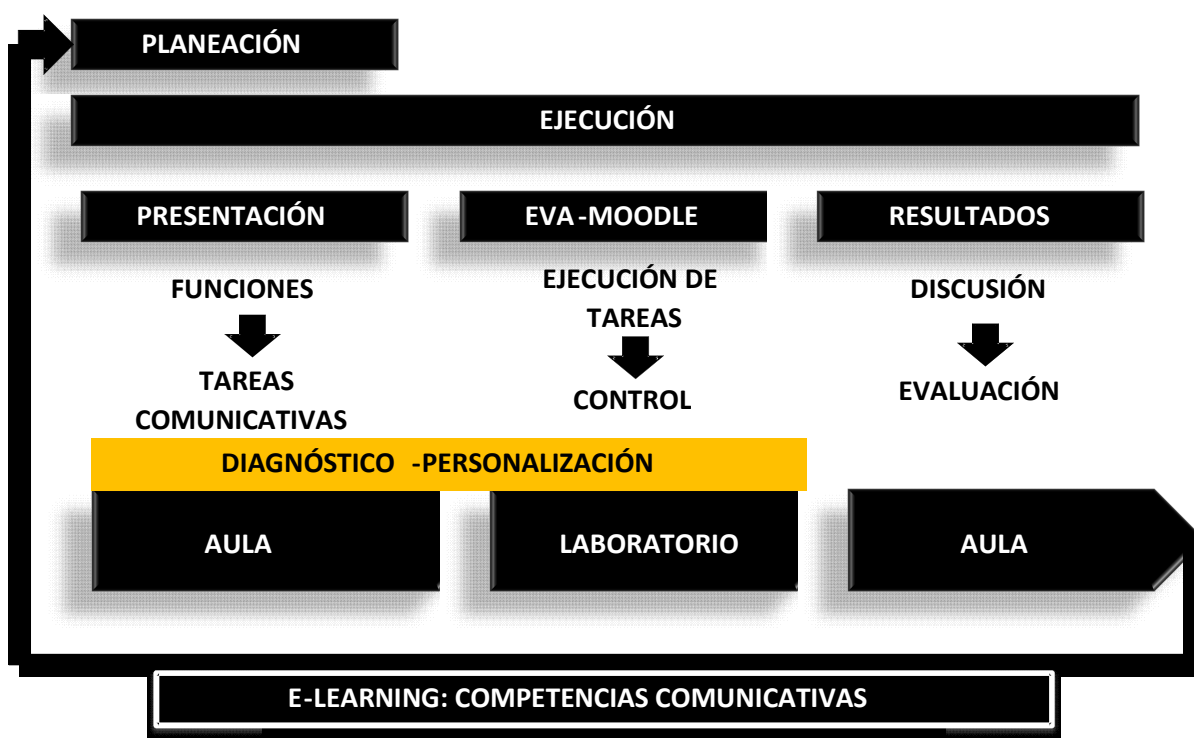 PLANEACIÓN
EJECUCIÓN
PRESENTACIÓN
EVA-MOODLE
RESULTADOS
FUNCIONES
EJECUCIÓN DE
TAREAS
DISCUSIÓN
TAREAS
COMUNICATIVAS
CONTROL
EVALUACIÓN
DIAGNÓSTICO -PERSONALIZACIÓN
AULA
LABORATORIO
AULA
E-LEARNING: COMPETENCIAS COMUNICATIVAS